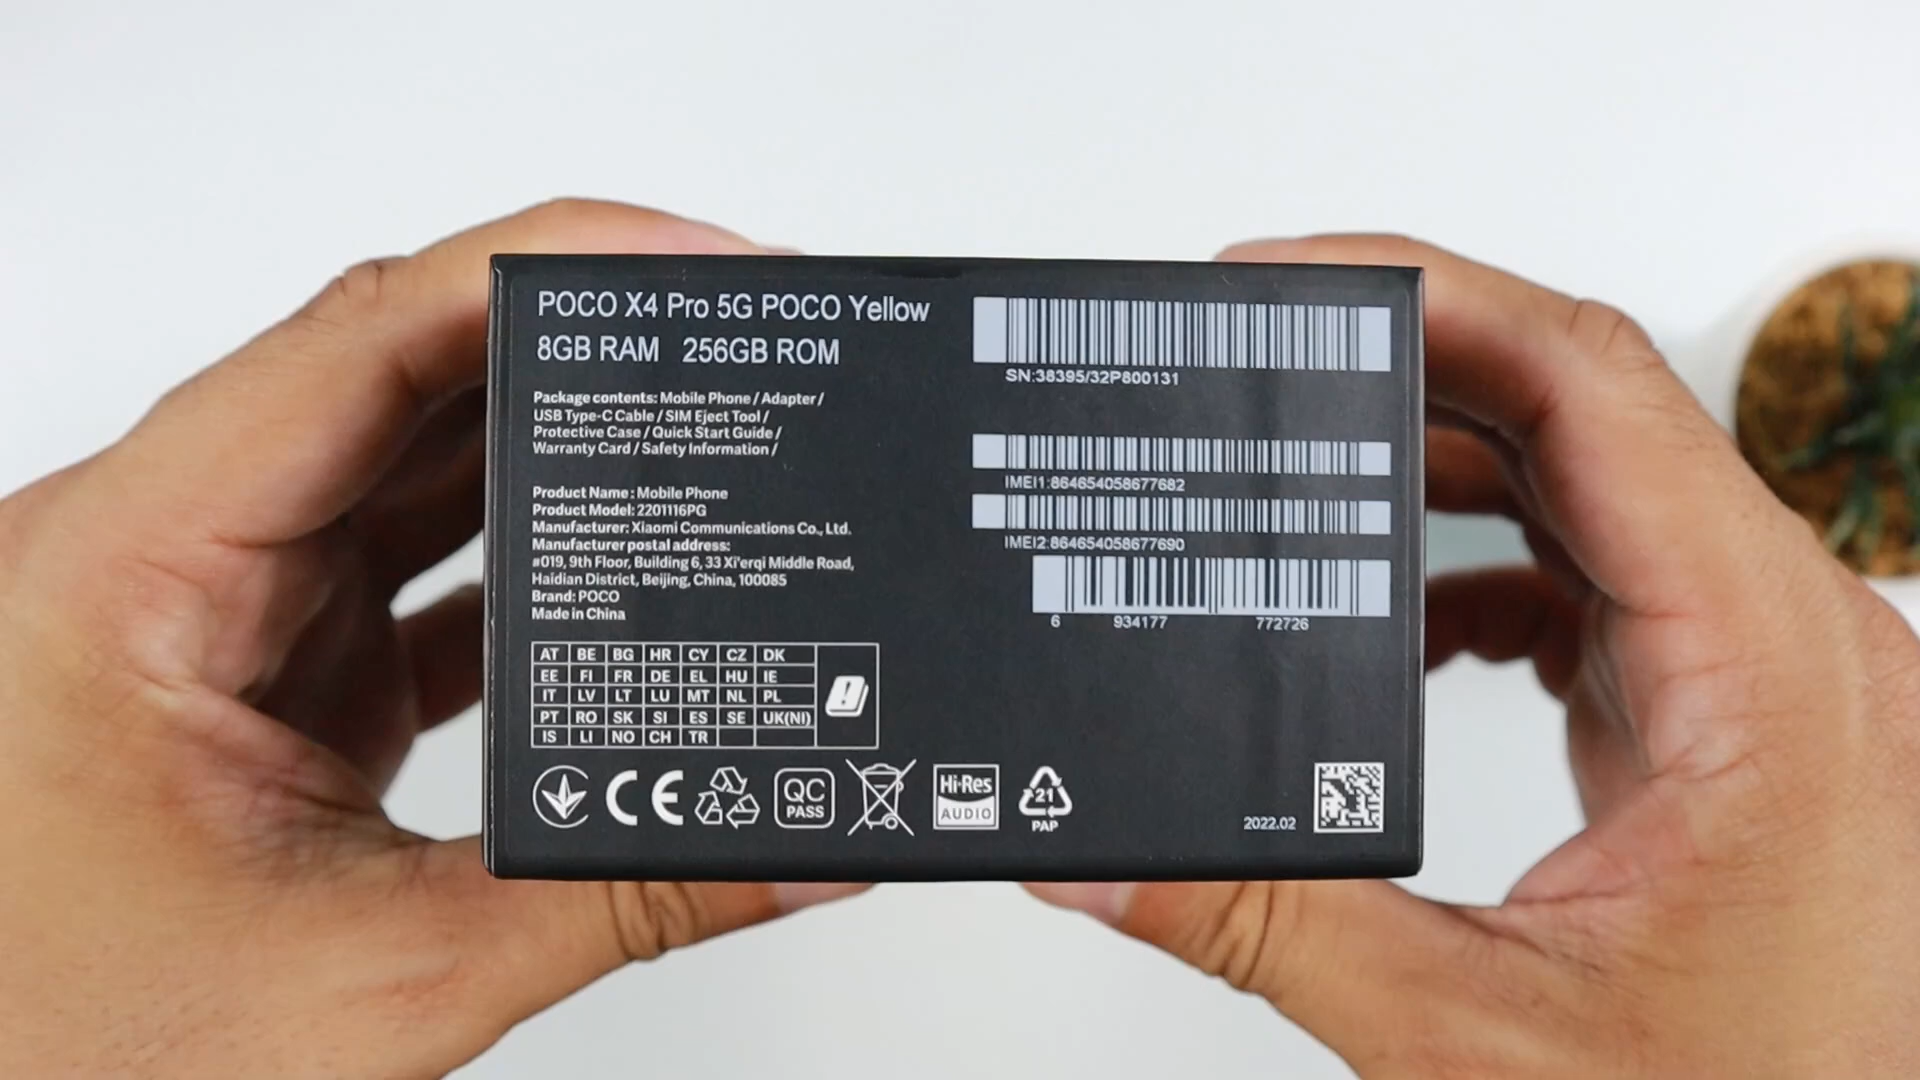 POCO X4 Pro 5G POCO Yellow
8GB RAM 256GB ROM
Package contents: Mobile Phone / Adapter /
USB Type-C Cable / SIM Eject Tool /
Protective Case / Quick Start Guide /
Warranty Card / Safety Information /
Product Name : Mobile Phone
Product Model: 2201116PG
Manufacturer: Xiaomi Communications Co., Ltd.
Manufacturer postal address:
#019, 9th Floor, Building 6, 33 Xi'erqi Middle Road,
Haidian District, Beijing, China, 100085
Brand: POCO
Made in China
AT BE BG HR CY CZ DK
EE FI FR DE EL HU IE
IT LV LT LU MT NL PL
PT RO SK SI ES SE UK(NI)
IS LI NO CH TR
CE
QC
PASS
Hi-Res
AUDIO
21
PAP
SN:38395/32P800131
IMEI1:864654058677682
IMEI2:864654058677690
6 934177 772726
2022.02